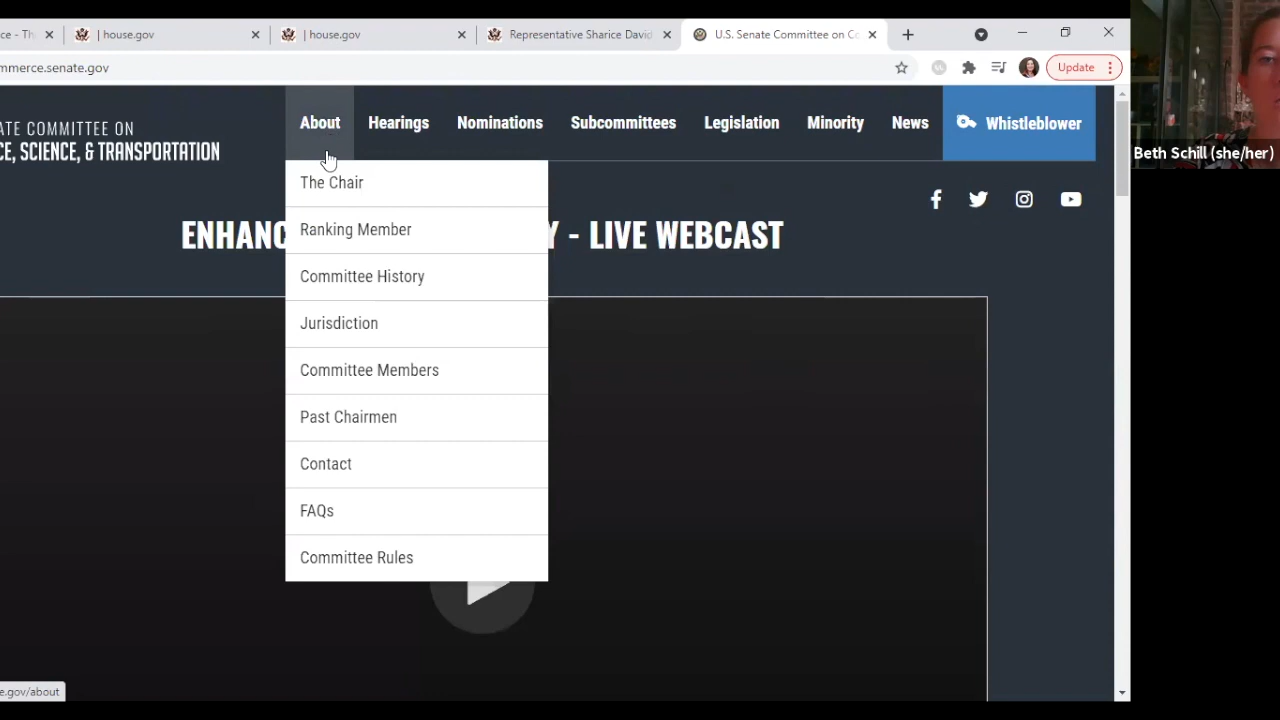 ce - Th
| house.gov
| house.gov
Representative Sharice David
U.S. Senate Committee on Co
mmerce.senate.gov
Update
ATE COMMITTEE ON
CE, SCIENCE, & TRANSPORTATION
About
Hearings
Nominations
Subcommittees
Legislation
Minority
News
Whistleblower
Beth Schill (she/her)
The Chair
Ranking Member
ENHANC
Y - LIVE WEBCAST
Committee History
Jurisdiction
Committee Members
Past Chairmen
Contact
FAQs
Committee Rules
e.gov/about